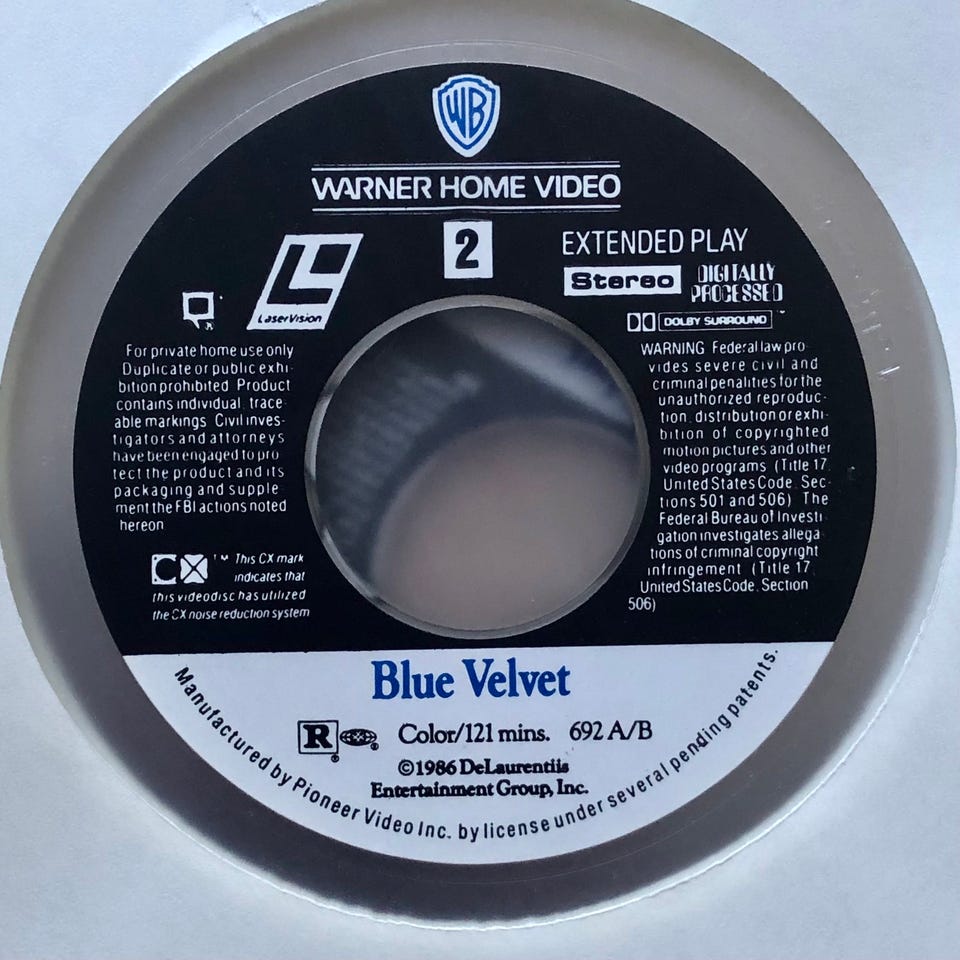 WB
WARNER HOME VIDEO
2
LaserVision
EXTENDED PLAY
Stereo
DIGITALLY
PROCESSED
DOLBY SURROUND
For private home use only
Duplicate or public exhi-
bition prohibited Product
contains individual trace-
able markings Civil inves-
tigators and attorneys
have been engaged to pro
tect the product and its
packaging and supple
ment the FBI actions noted
hereon
CX ™ This CX mark
indicates that
this videodisc has utilized
the CX noise reduction system
WARNING Federal law pro-
vides severe civil and
criminal penalities for the
unauthorized reproduc-
tion, distribution or exhi-
bition of copyrighted
motion pictures and other
video programs (Title 17,
United States Code, Sec-
tions 501 and 506) The
Federal Bureau of Investi
gation investigates allega
tions of criminal copyright
infringement (Title 17,
United States Code, Section
506)
Blue Velvet
R Color/121 mins. 692 A/B
©1986 DeLaurentiis
Entertainment Group, Inc.
Manufactured by Pioneer Video Inc. by license under several pending patents.